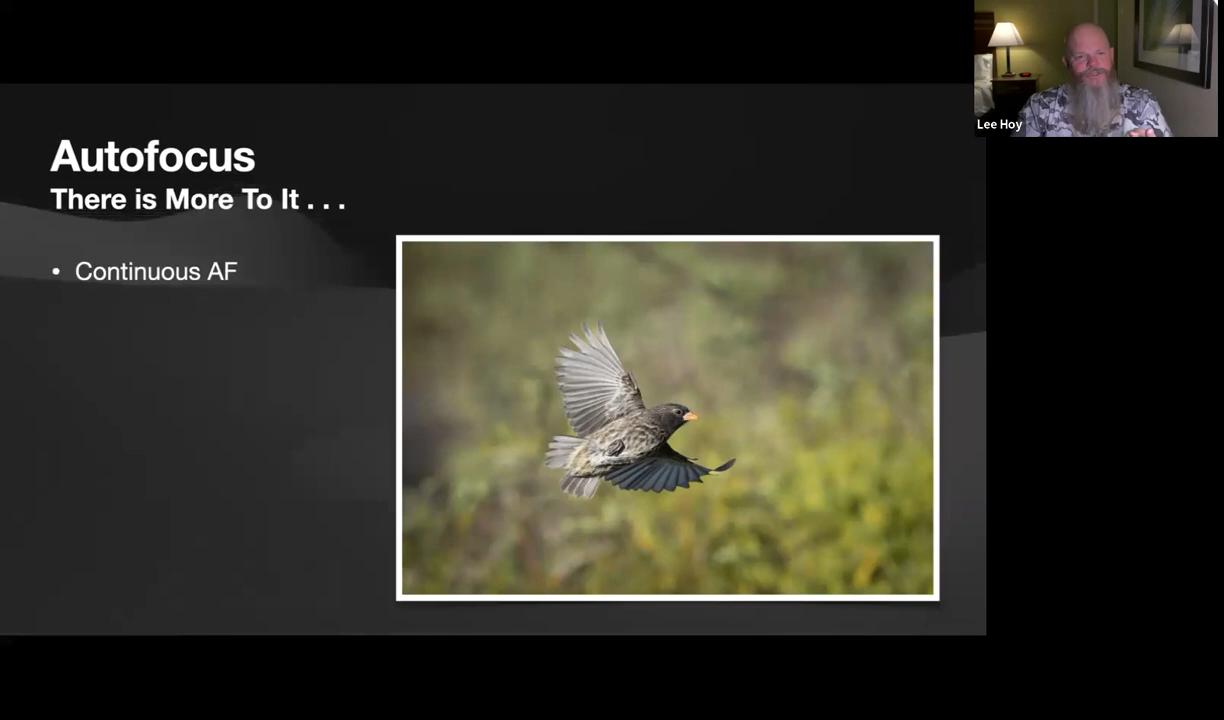 Autofocus
There is More To It . . .
• Continuous AF
Lee Hoy